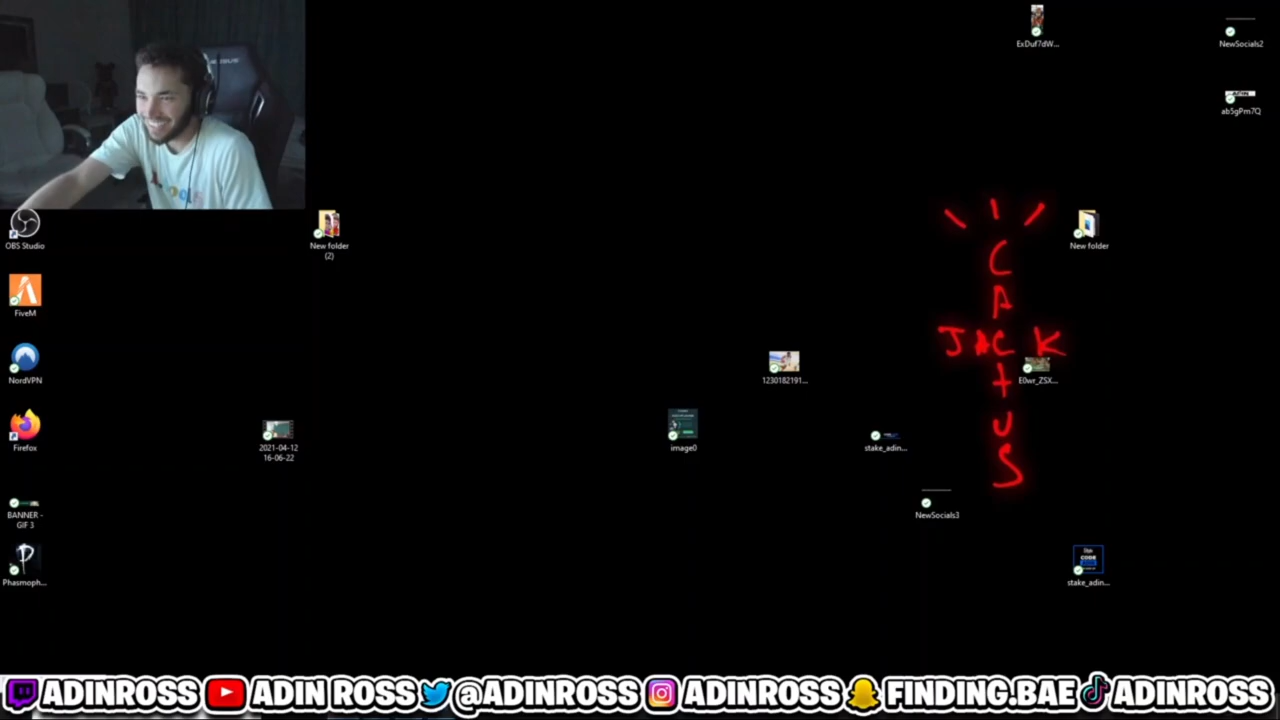 ExDuf7dW...
NewSocials2
ab5gPm7Q
OBS Studio
New folder
(2)
New folder
FiveM
CACTUS
JACK
1230182191...
E0wr_ZSX...
NordVPN
Firefox
2021-04-12
16-06-22
image0
stake_adin...
NewSocials3
BANNER -
GIF 3
CODE
Phasmoph...
stake_adin...
ADINROSS ADIN ROSS @ADINROSS ADINROSS FINDING.BAE ADINROSS